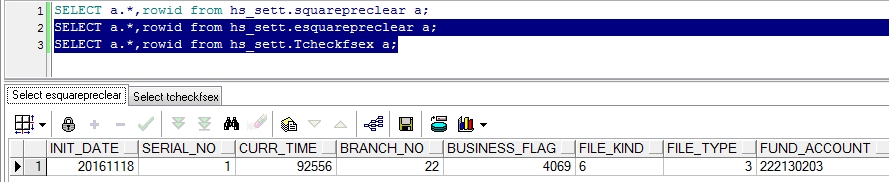 1 SELECT a.*,rowid from hs_sett.squarepreclear a;
2 SELECT a.*,rowid from hs_sett.esquarepreclear a;
3 SELECT a.*,rowid from hs_sett.Tcheckfsex a;
Select esquarepreclear Select tcheckfsex
INIT_DATE SERIAL_NO CURR_TIME BRANCH_NO BUSINESS_FLAG FILE_KIND FILE_TYPE FUND_ACCOUNT
1 20161118 1 92556 22 4069 6 3 222130203